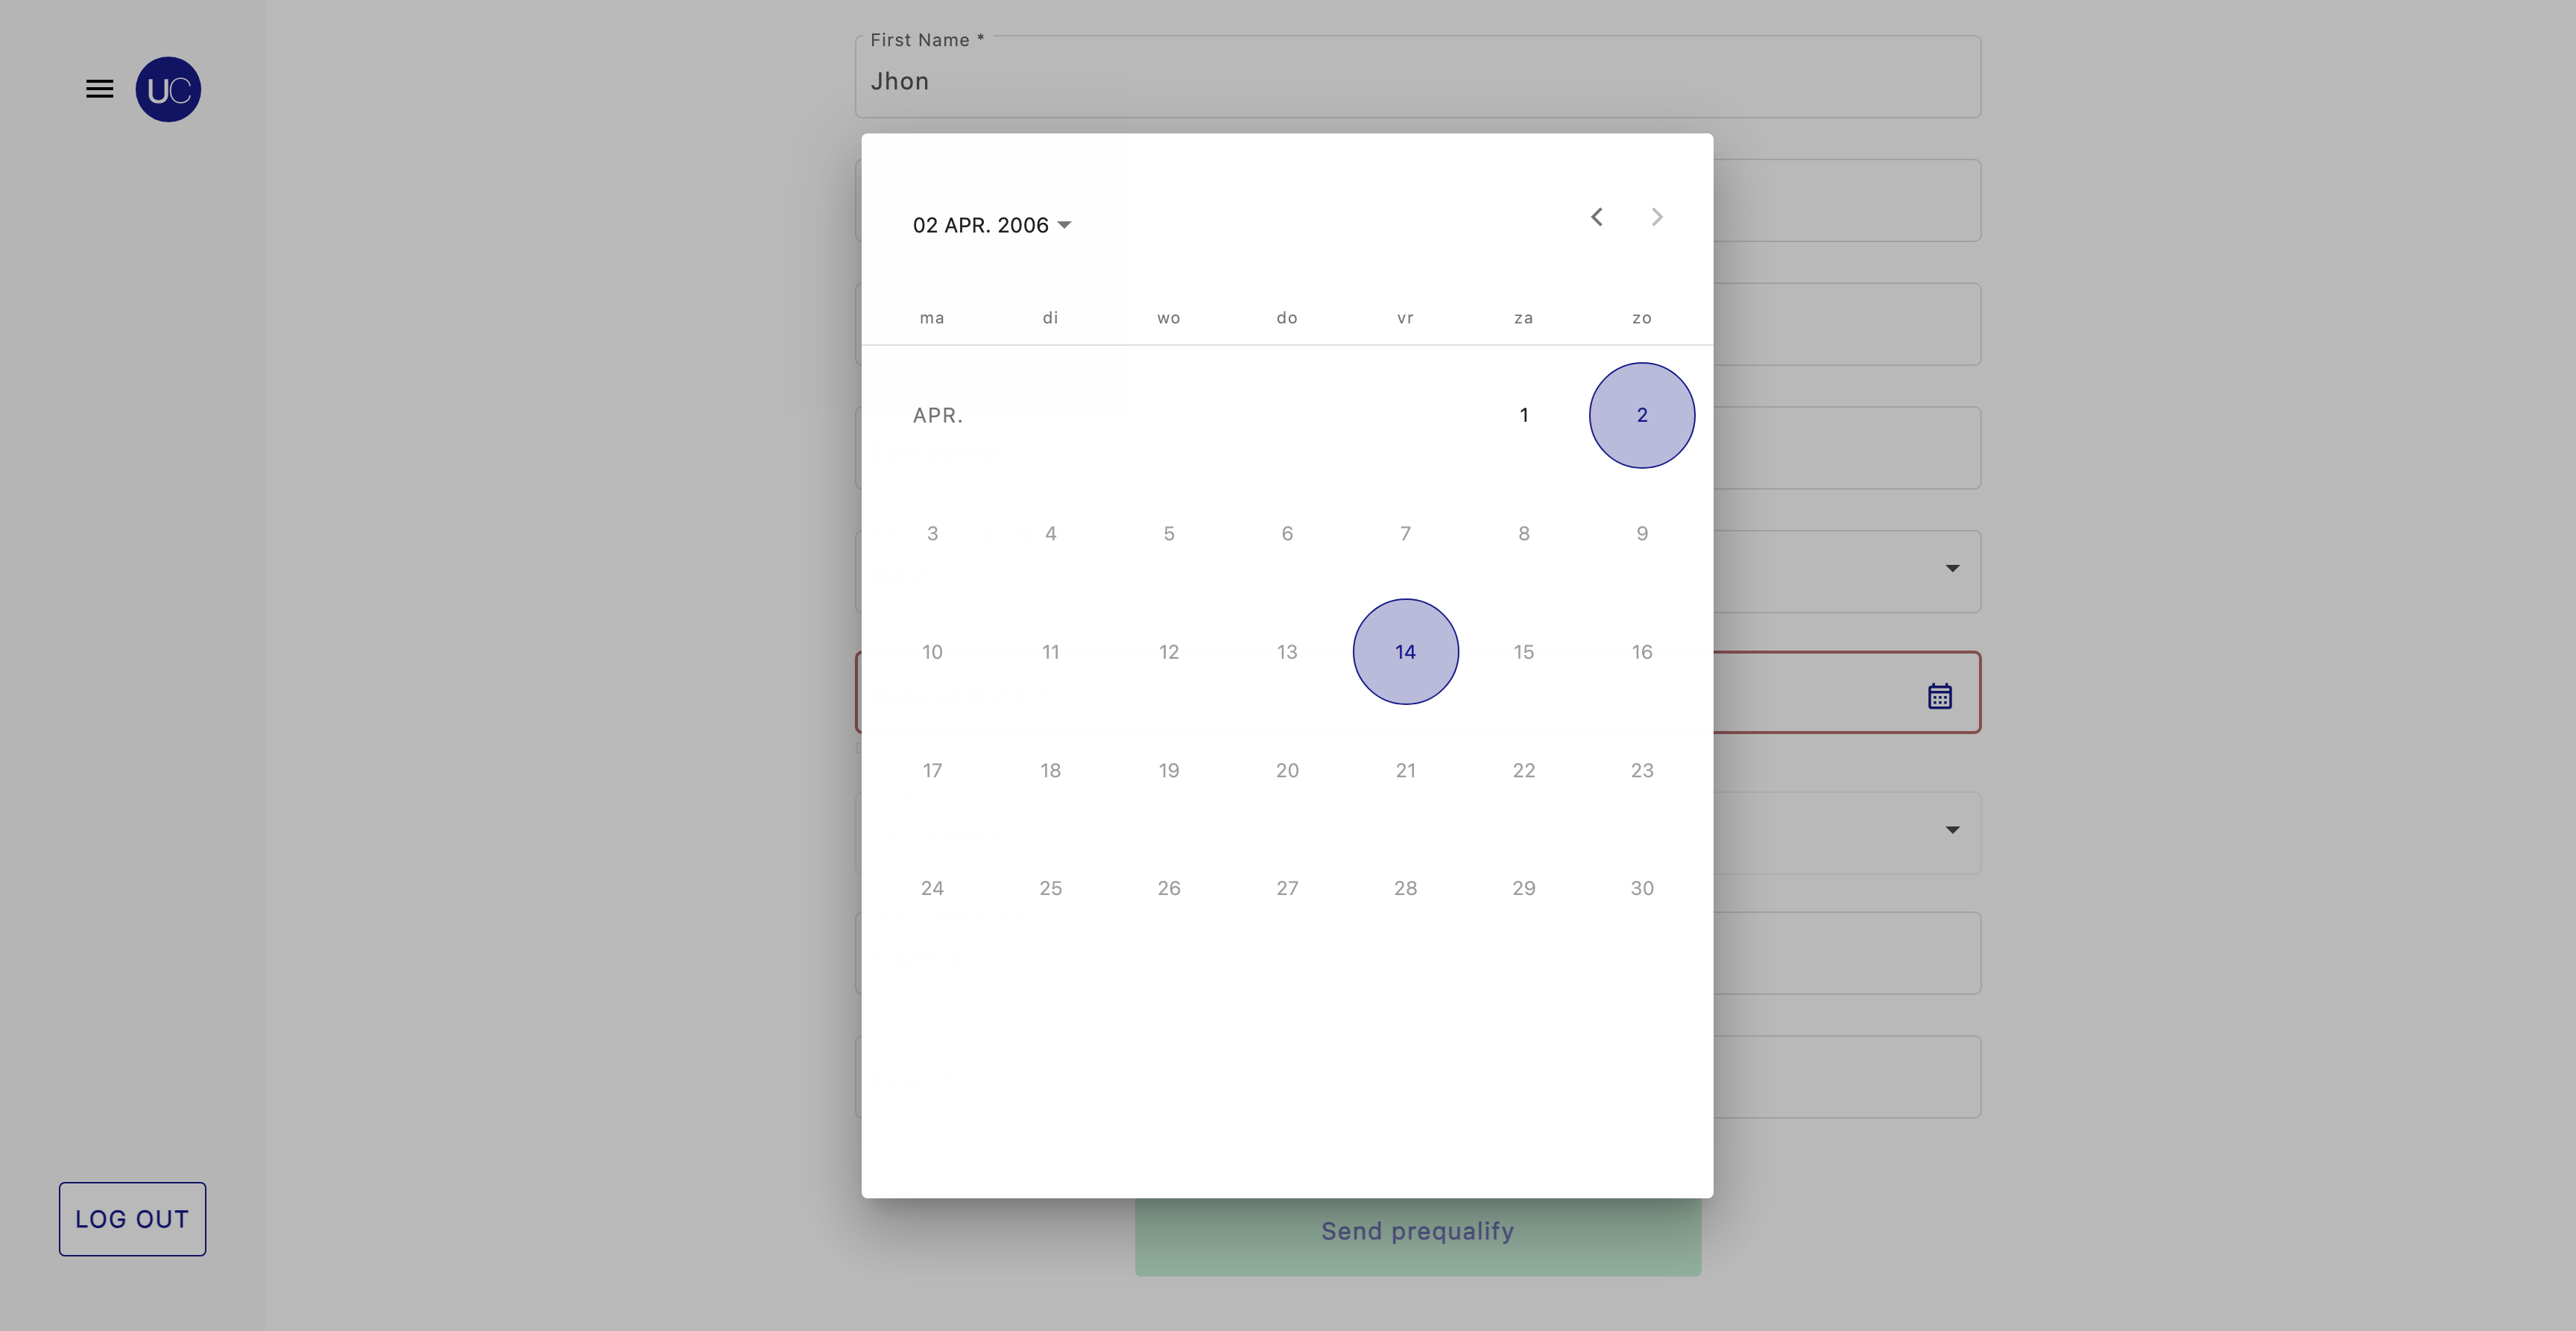 First Name *
UC
Jhon
02 APR. 2006
ma di wo do vr za zo
APR. 1 2
3 4 5 6 7 8 9
10 11 12 13 14 15 16
17 18 19 20 21 22 23
24 25 26 27 28 29 30
LOG OUT
Send prequalify